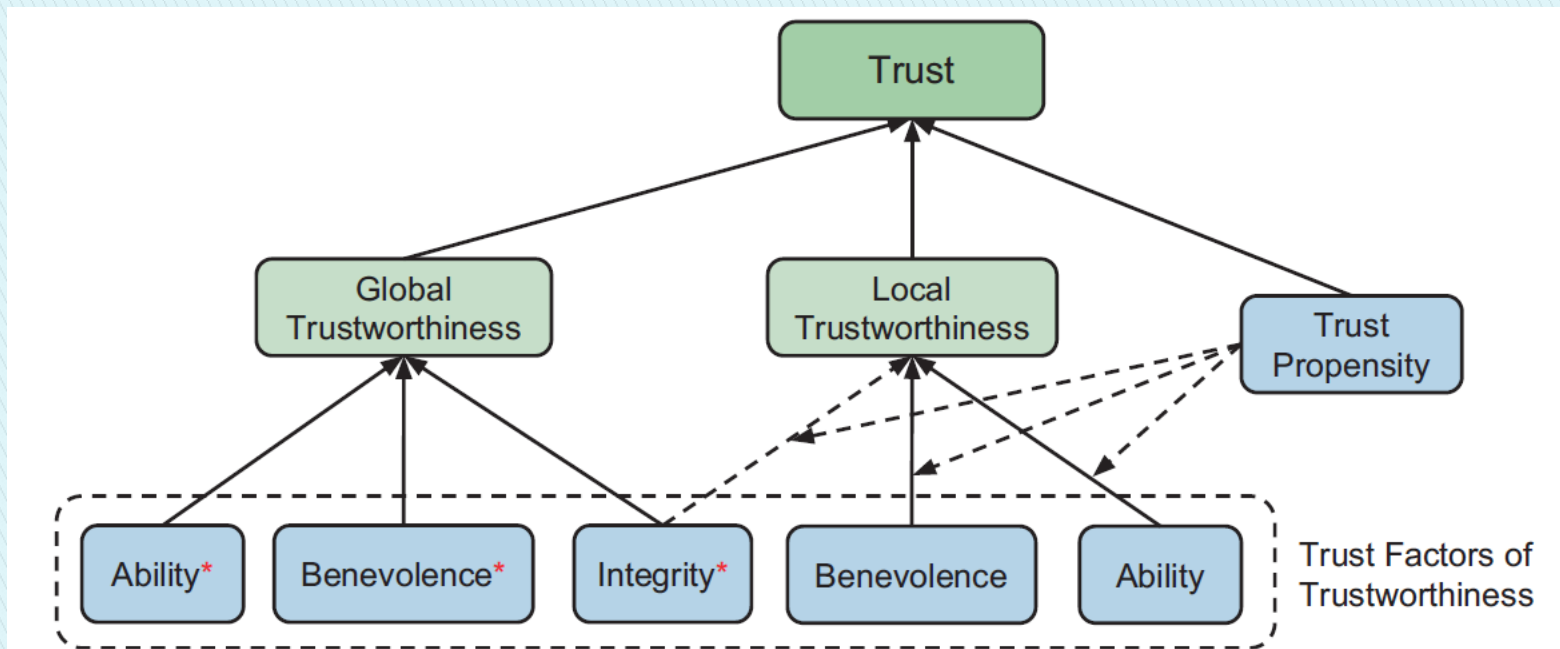 Trust
Global
Trustworthiness
Local
Trustworthiness
Trust
Propensity
Ability*
Benevolence*
Integrity*
Benevolence
Ability
Trust Factors of
Trustworthiness